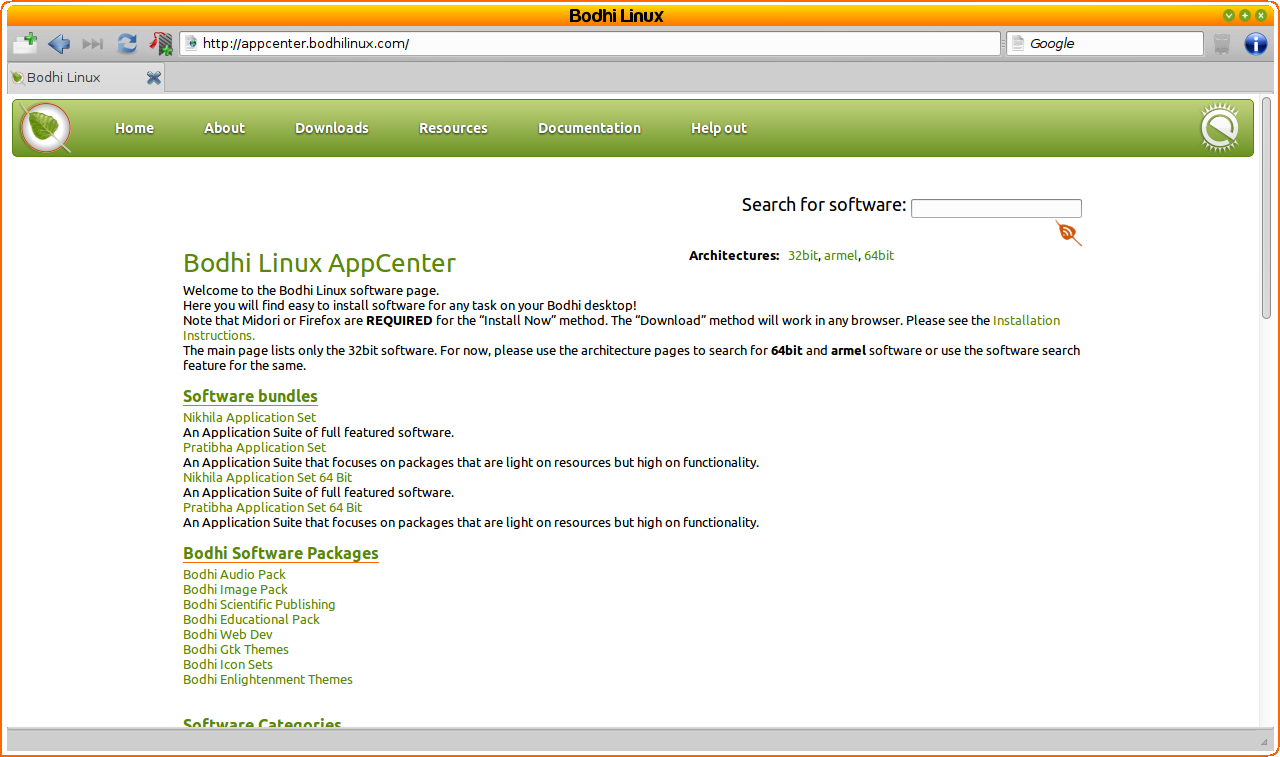 Bodhi Linux
http://appcenter.bodhilinux.com/
Google
Bodhi Linux
Home About Downloads Resources Documentation Help out
Search for software:
Bodhi Linux AppCenter
Architectures: 32bit, armel, 64bit
Welcome to the Bodhi Linux software page.
Here you will find easy to install software for any task on your Bodhi desktop!
Note that Midori or Firefox are REQUIRED for the “Install Now” method. The “Download” method will work in any browser. Please see the Installation
Instructions.
The main page lists only the 32bit software. For now, please use the architecture pages to search for 64bit and armel software or use the software search
feature for the same.
Software bundles
Nikhila Application Set
An Application Suite of full featured software.
Pratibha Application Set
An Application Suite that focuses on packages that are light on resources but high on functionality.
Nikhila Application Set 64 Bit
An Application Suite of full featured software.
Pratibha Application Set 64 Bit
An Application Suite that focuses on packages that are light on resources but high on functionality.
Bodhi Software Packages
Bodhi Audio Pack
Bodhi Image Pack
Bodhi Scientific Publishing
Bodhi Educational Pack
Bodhi Web Dev
Bodhi Gtk Themes
Bodhi Icon Sets
Bodhi Enlightenment Themes
Software Categories